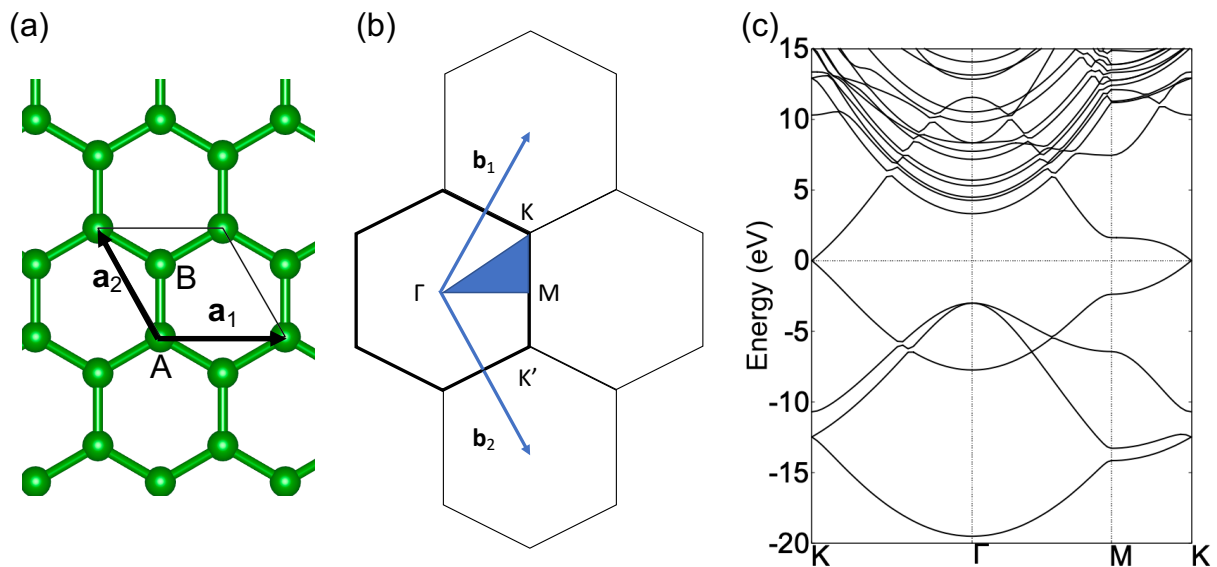 (a)
a₂
B
a₁
A
(b)
b₁
K
Γ
M
K’
b₂
(c)
Energy (eV)
15
10
5
0
-5
-10
-15
-20
K
Γ
M
K